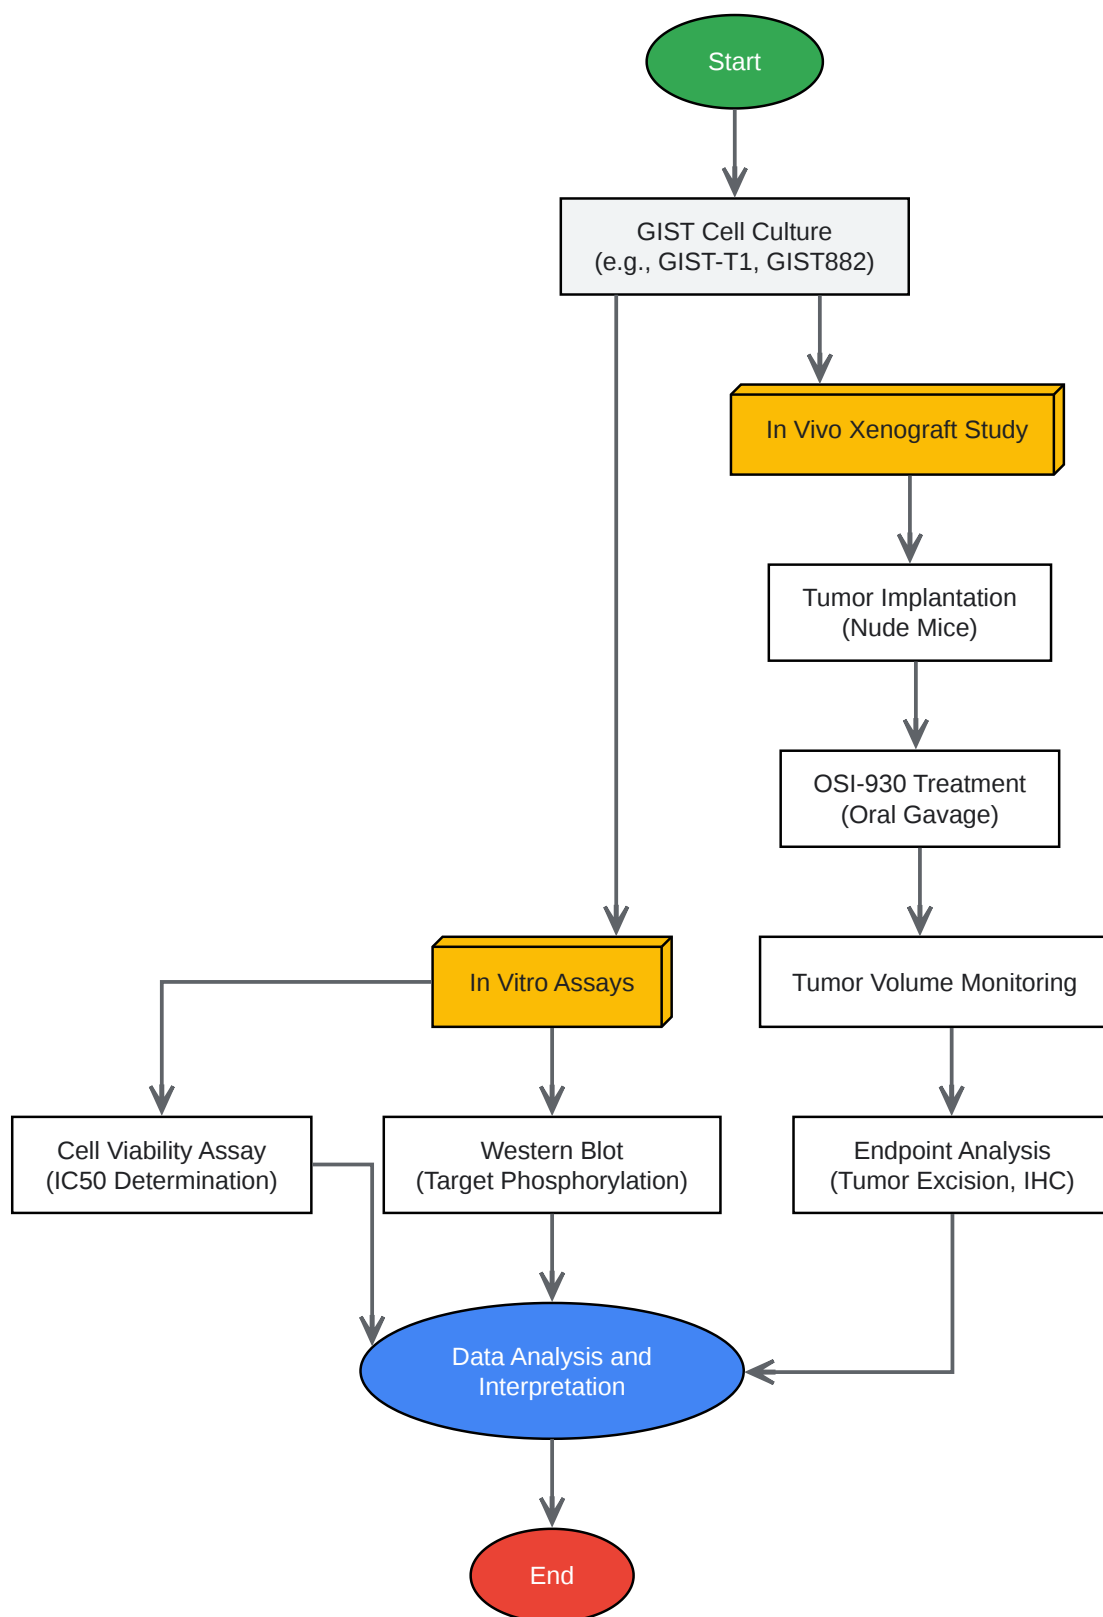 Start
GIST Cell Culture
(e.g., GIST-T1, GIST882)
In Vivo Xenograft Study
Tumor Implantation
(Nude Mice)
OSI-930 Treatment
(Oral Gavage)
In Vitro Assays
Tumor Volume Monitoring
Cell Viability Assay
(IC50 Determination)
Western Blot
(Target Phosphorylation)
Endpoint Analysis
(Tumor Excision, IHC)
Data Analysis and
Interpretation
End